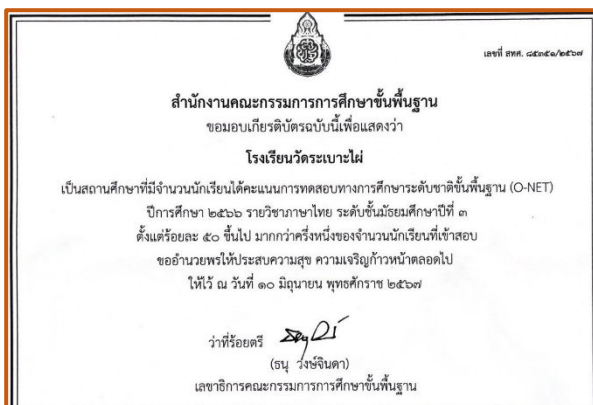 เลขที่ สทศ. ๘๕๓๕๑/๒๕๖๗
สำนักงานคณะกรรมการการศึกษาขั้นพื้นฐาน
ขอมอบเกียรติบัตรฉบับนี้เพื่อแสดงว่า
โรงเรียนวัดระเบาะไผ่
เป็นสถานศึกษาที่มีจำนวนนักเรียนได้คะแนนการทดสอบทางการศึกษาระดับชาติขั้นพื้นฐาน (O-NET)
ปีการศึกษา ๒๕๖๖ รายวิชาภาษาไทย ระดับชั้นมัธยมศึกษาปีที่ ๓
ตั้งแต่ร้อยละ ๕๐ ขึ้นไป มากกว่าครึ่งหนึ่งของจำนวนนักเรียนที่เข้าสอบ
ขออำนวยพรให้ประสบความสุข ความเจริญก้าวหน้าตลอดไป
ให้ไว้ ณ วันที่ ๑๐ มิถุนายน พุทธศักราช ๒๕๖๗
ว่าที่ร้อยตรี
(ธนุ วงษ์จินดา)
เลขาธิการคณะกรรมการการศึกษาขั้นพื้นฐาน